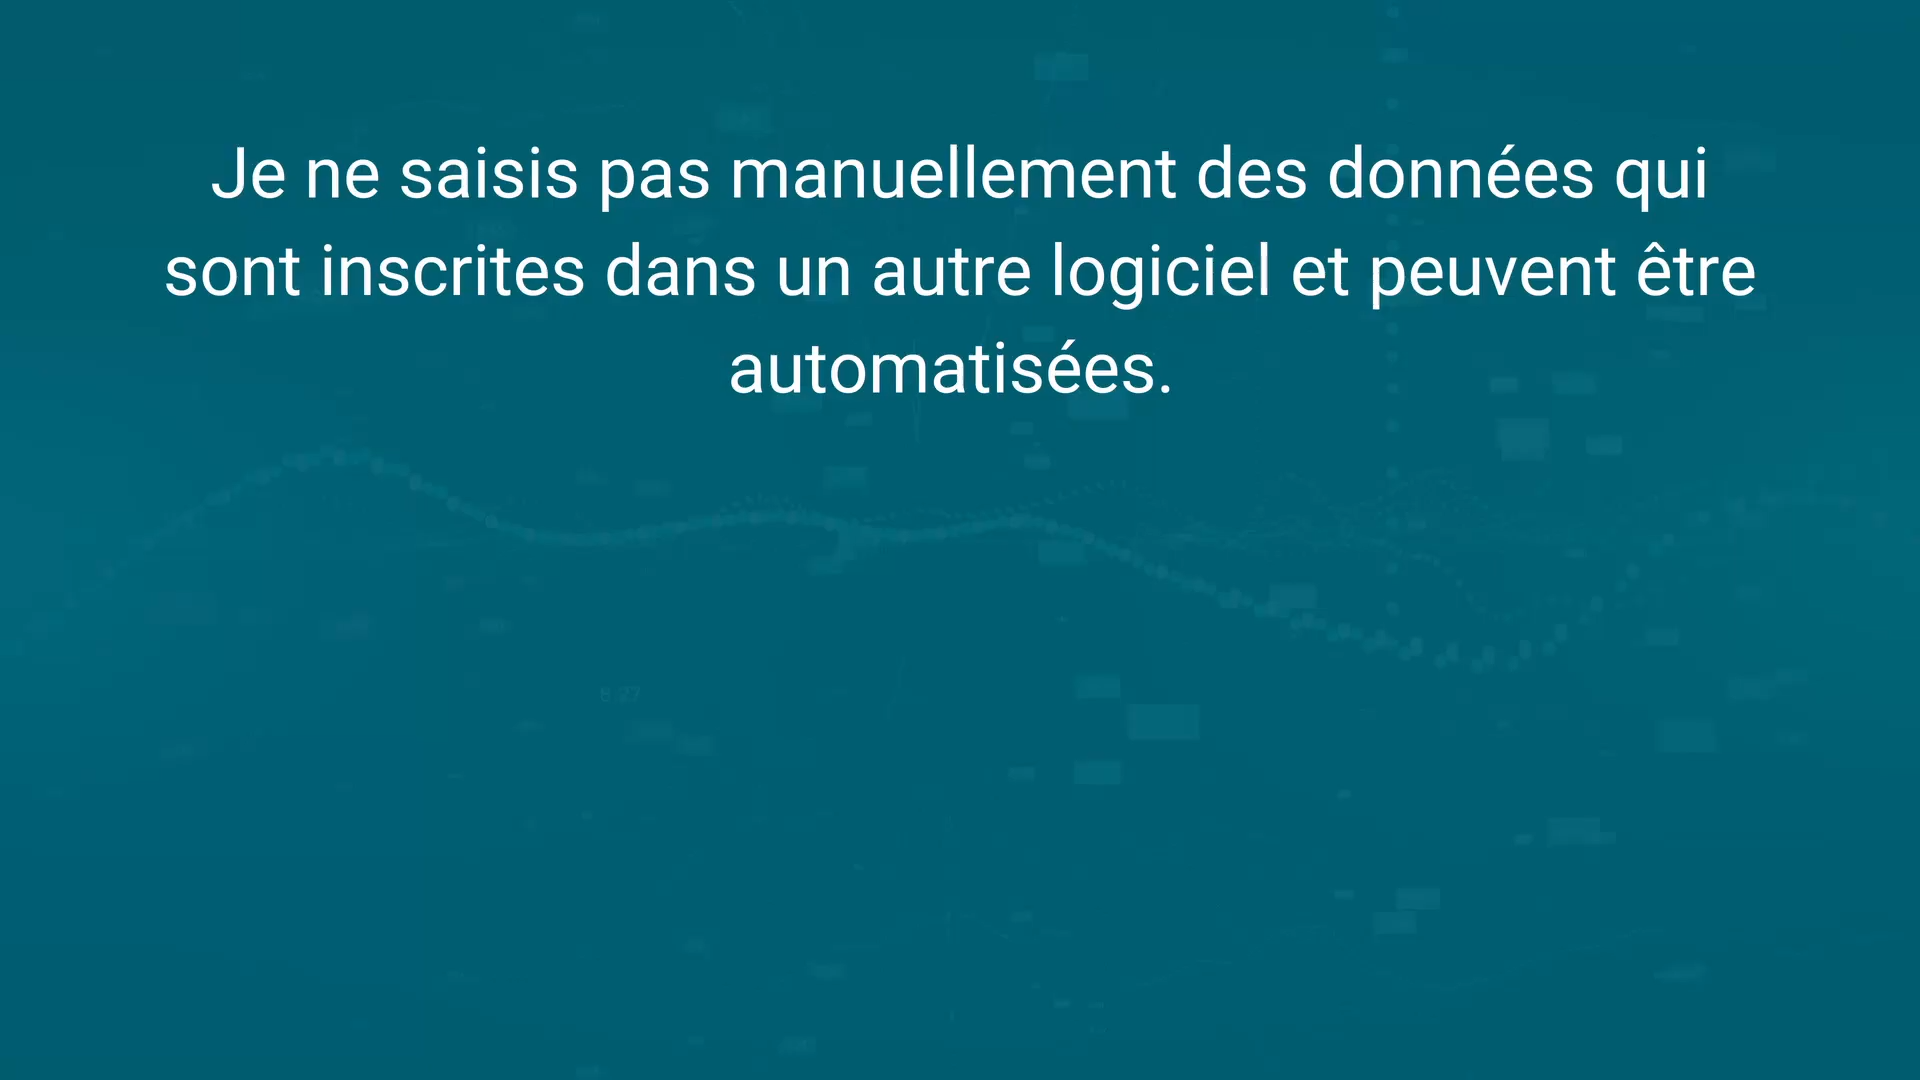 Je ne saisis pas manuellement des données qui
sont inscrites dans un autre logiciel et peuvent être
automatisées.